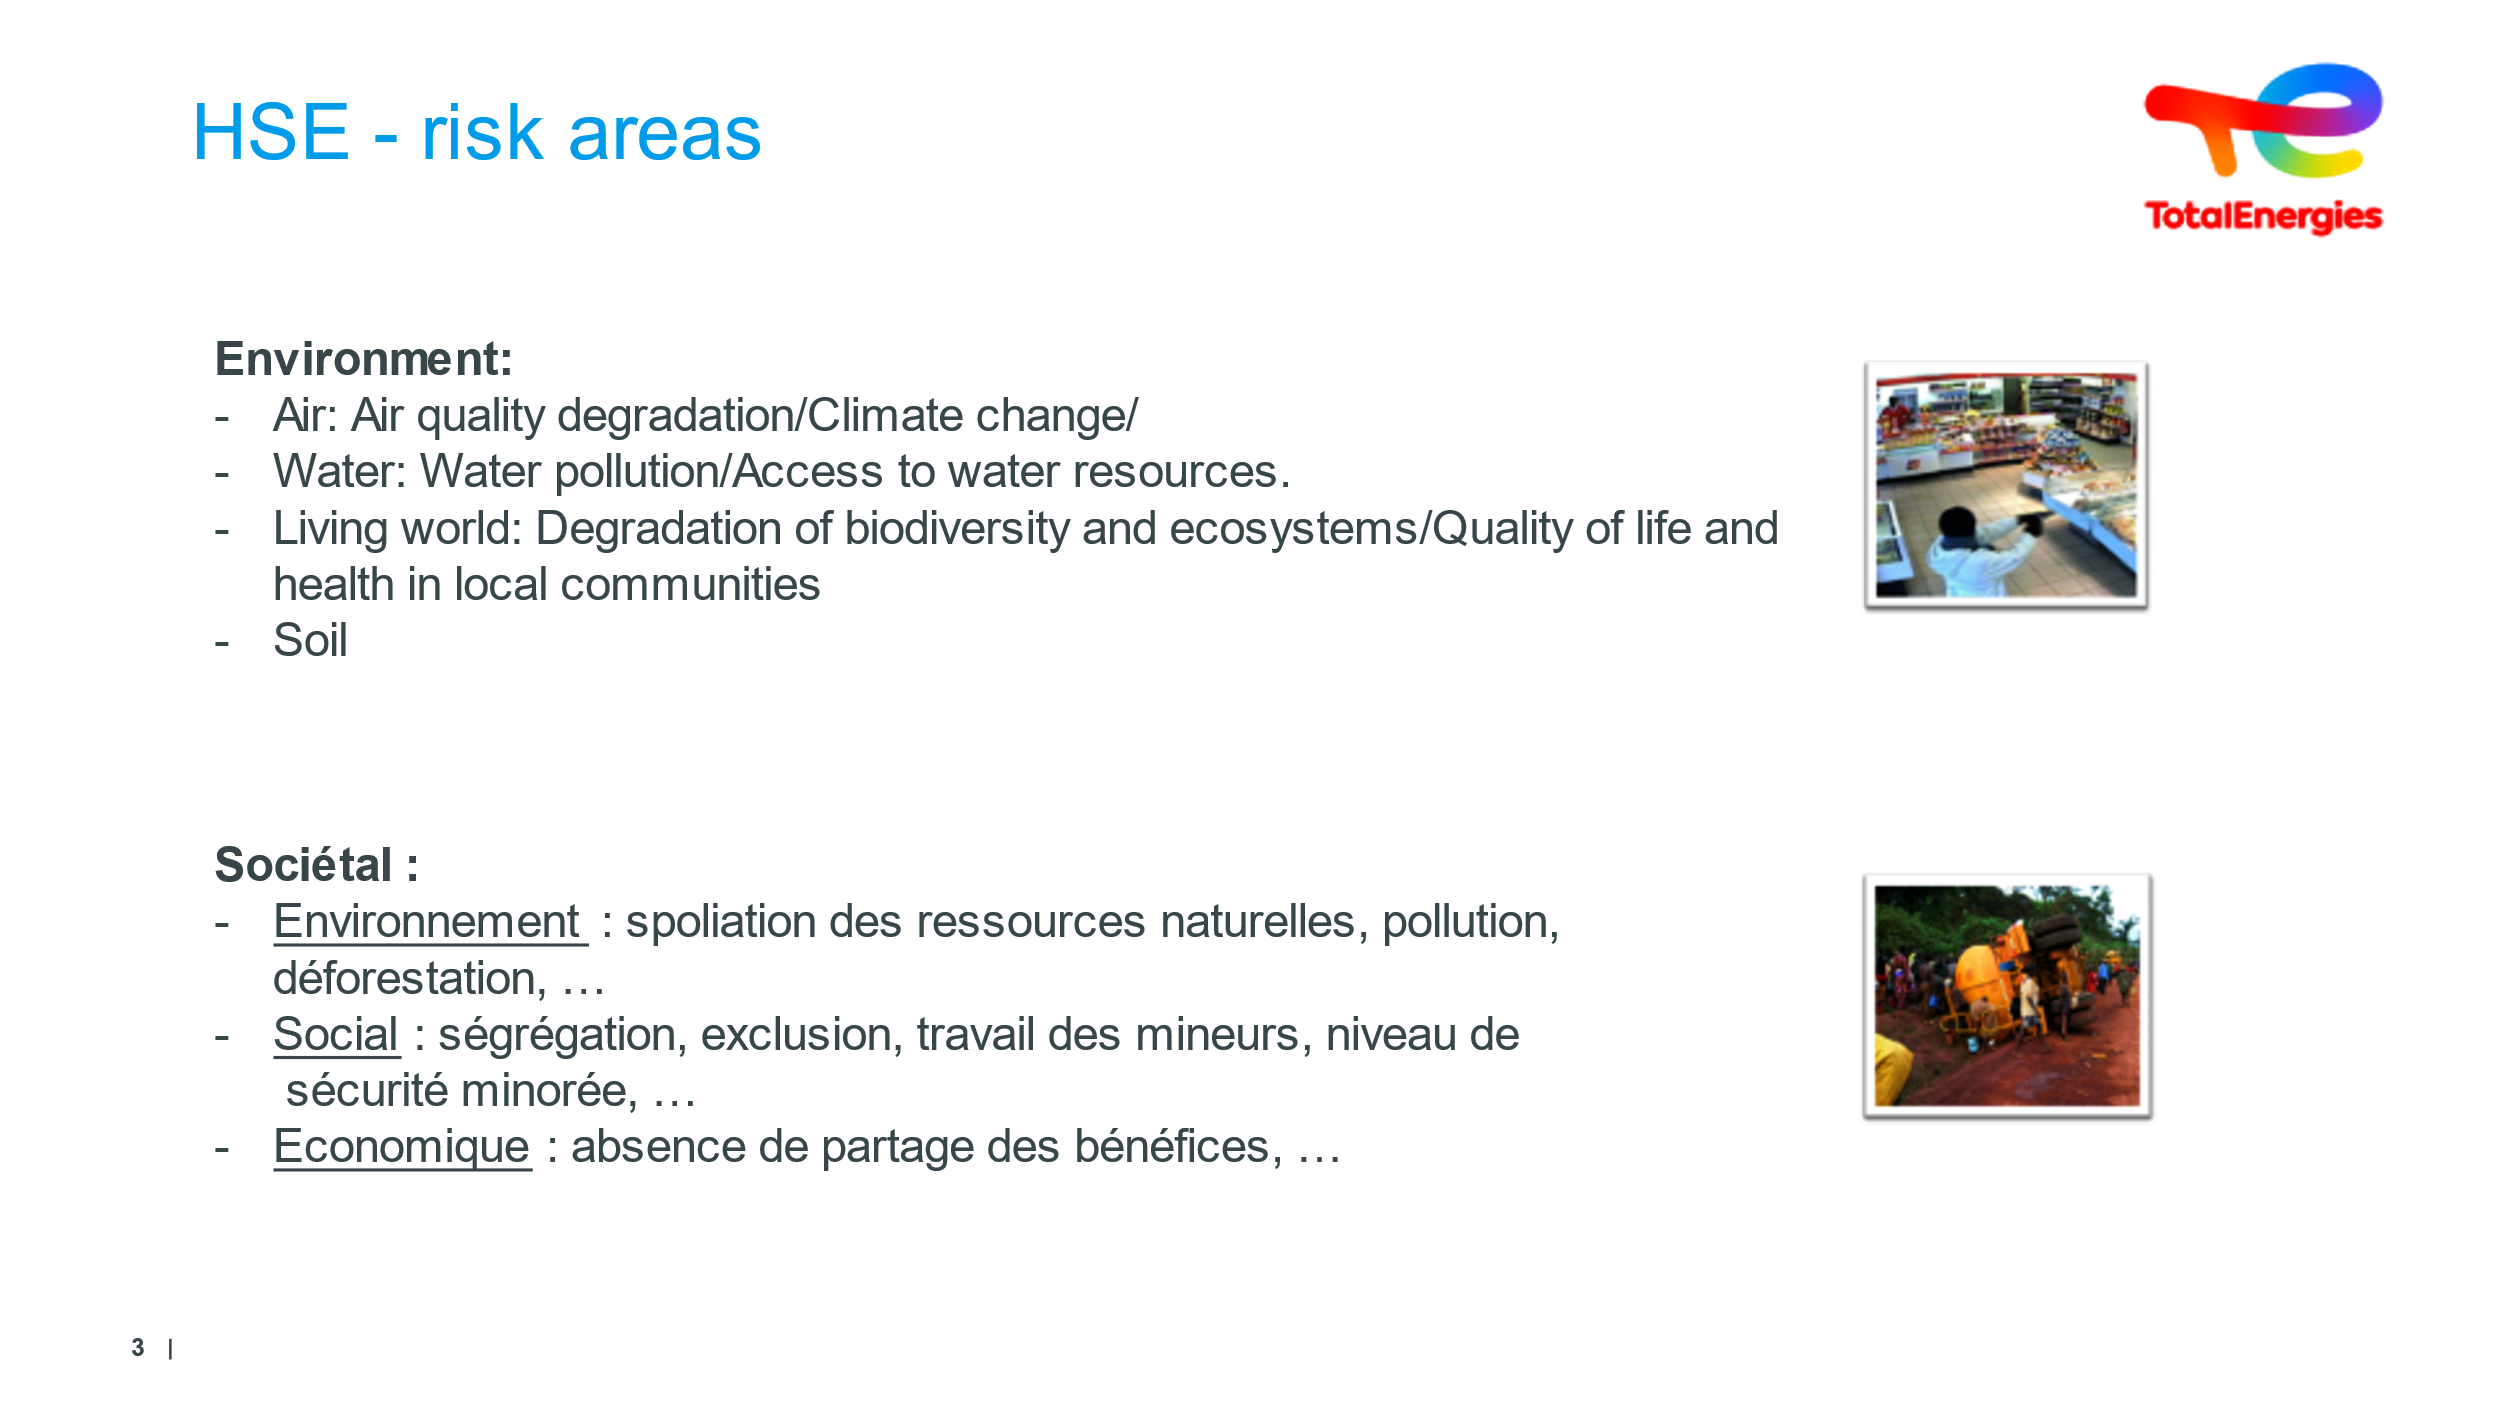 HSE - risk areas
TotalEnergies
Environment:
- Air: Air quality degradation/Climate change/
- Water: Water pollution/Access to water resources.
- Living world: Degradation of biodiversity and ecosystems/Quality of life and
health in local communities
- Soil
Sociétal :
- Environnement : spoliation des ressources naturelles, pollution,
déforestation, …
- Social : ségrégation, exclusion, travail des mineurs, niveau de
sécurité minorée, …
- Economique : absence de partage des bénéfices, …
3 |